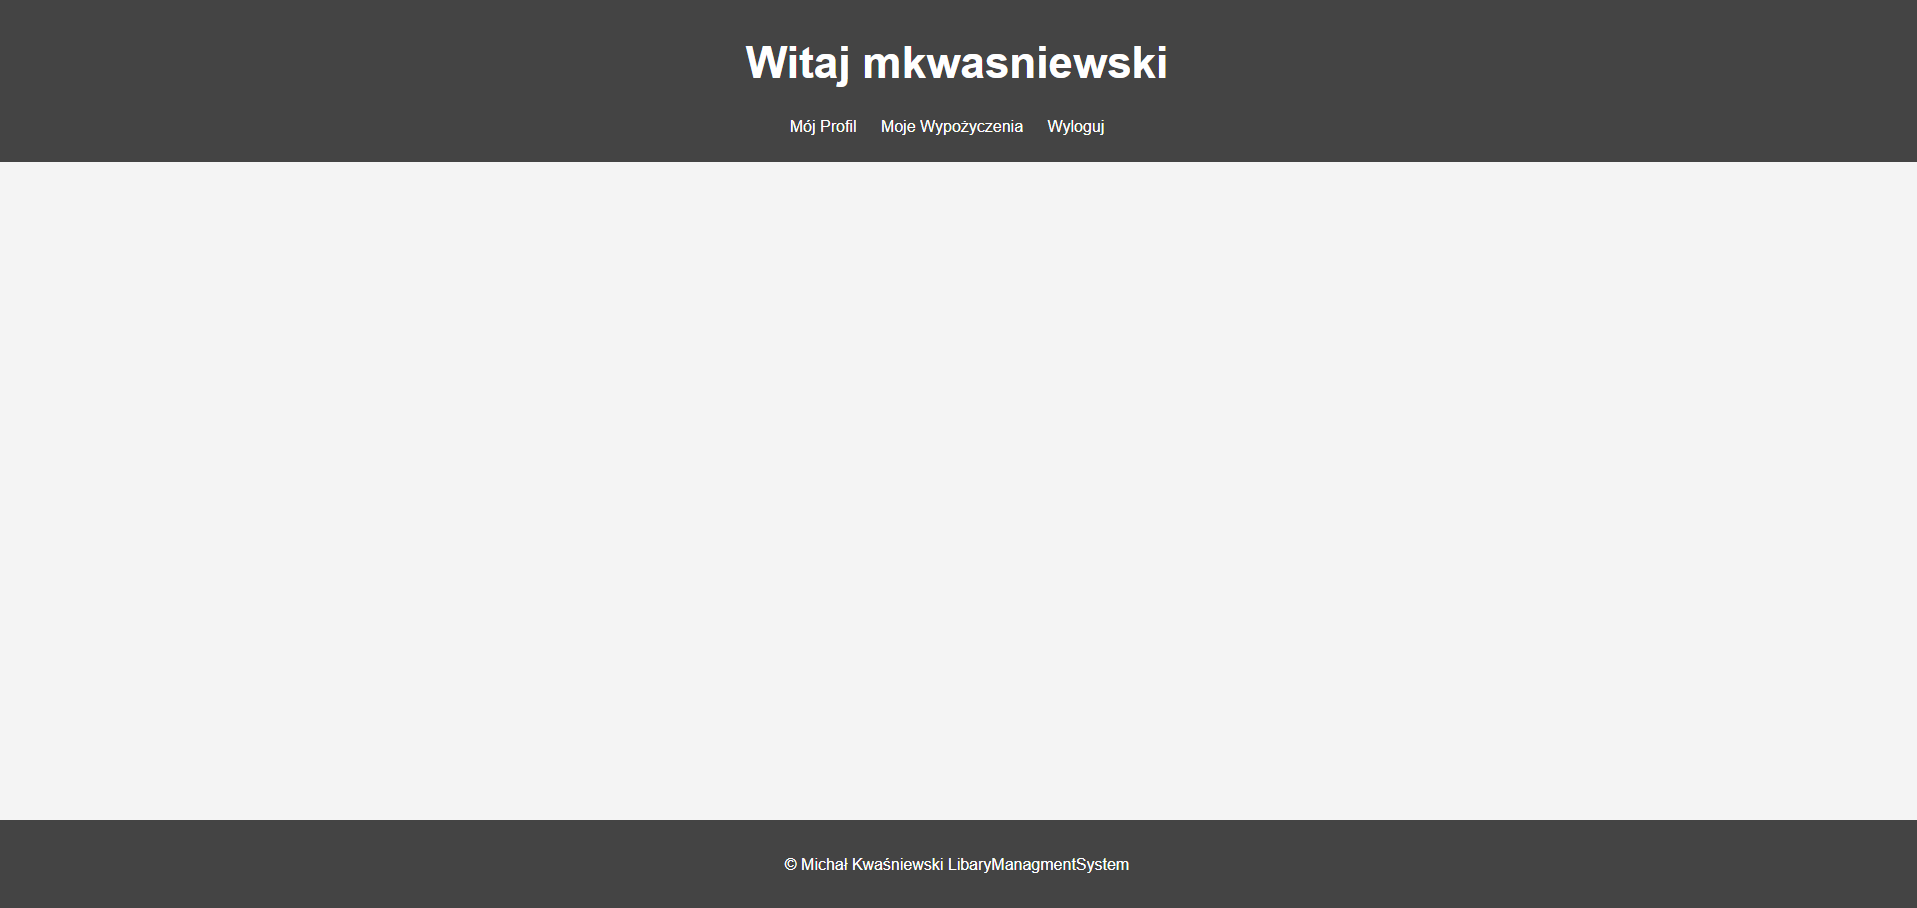 Witaj mkwasniewski
Mój Profil Moje Wypożyczenia Wyloguj
© Michał Kwaśniewski LibaryManagmentSystem